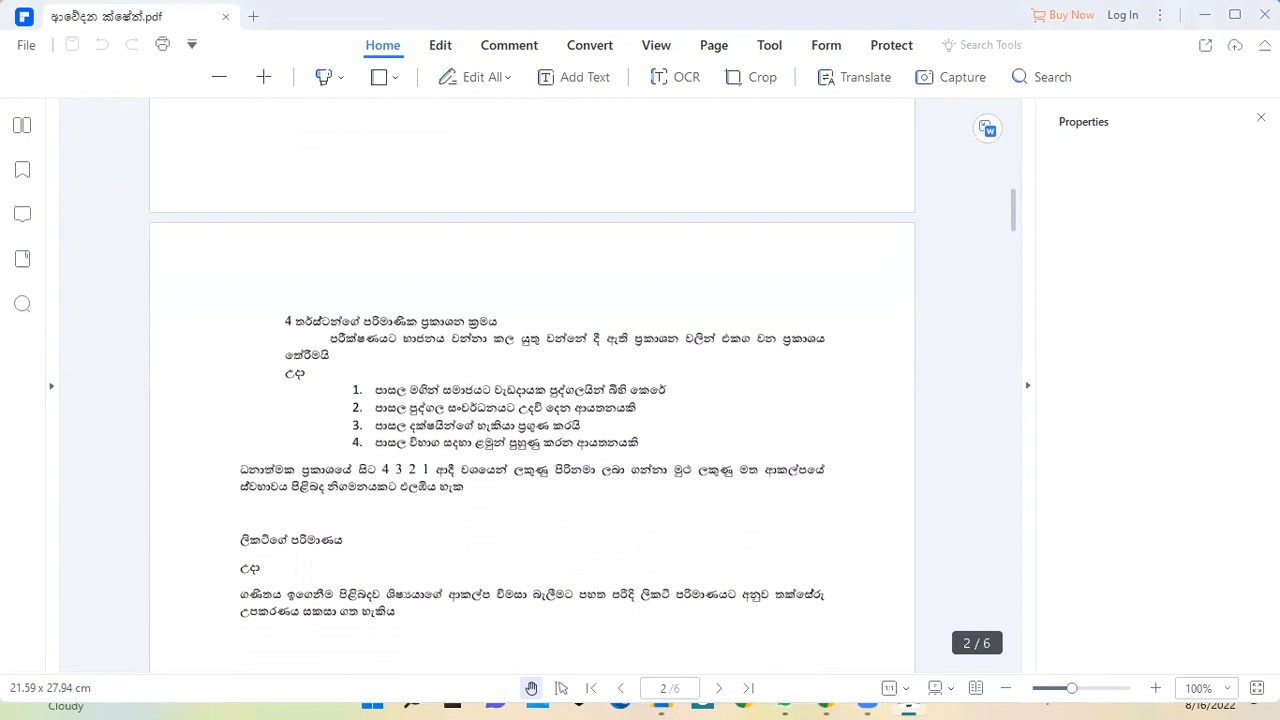 ආවේදන ක්ෂේත්.pdf
Buy Now Log In
File Home Edit Comment Convert View Page Tool Form Protect Search Tools
Edit All Add Text OCR Crop Translate Capture Search
Properties
4 තර්ස්ටන්ගේ පරිමාණික ප්‍රකාශන ක්‍රමය
පරීක්ෂණයට භාජනය වන්නා කල යුතු වන්නේ දී ඇති ප්‍රකාශන වලින් එකග වන ප්‍රකාශය
තේරීමයි
උදා
1. පාසල මගින් සමාජයට වැඩදායක පුද්ගලයින් බිහි කෙරේ
2. පාසල පුද්ගල සංවර්ධනයට උදවි දෙන ආයතනයකි
3. පාසල දක්ෂයින්ගේ හැකියා ප්‍රගුණ කරයි
4. පාසල විභාග සදහා ළමුන් පුහුණු කරන ආයතනයකි
ධනාත්මක ප්‍රකාශයේ සිට 4 3 2 1 ආදී වශයෙන් ලකුණු පිරිනමා ලබා ගන්නා මුථ ලකුණු මත ආකල්පයේ
ස්වභාවය පිළිබද නිගමනයකට එලඹිය හැක
ලිකටිගේ පරිමාණය
උදා
ගණිතය ඉගෙනීම පිළිබදව ශිෂ්‍යයාගේ ආකල්ප විමසා බැලීමට පහත පරිදි ලිකටි පරිමාණයට අනුව තක්සේරු
උපකරණය සකසා ගත හැකිය
2 / 6
21.59 x 27.94 cm 2 /6 1:1 100%
Cloudy 8/16/2022